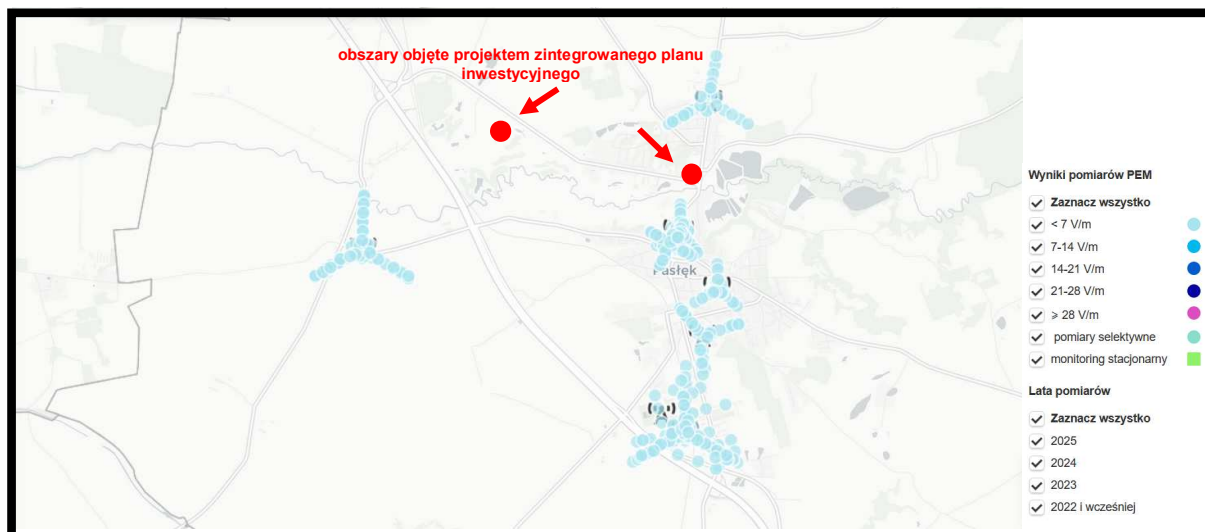 obszary objęte projektem zintegrowanego planu
inwestycyjnego
Pasłęk
Wyniki pomiarów PEM
Zaznacz wszystko
< 7 V/m
7-14 V/m
14-21 V/m
21-28 V/m
⩾ 28 V/m
pomiary selektywne
monitoring stacjonarny
Lata pomiarów
Zaznacz wszystko
2025
2024
2023
2022 i wcześniej